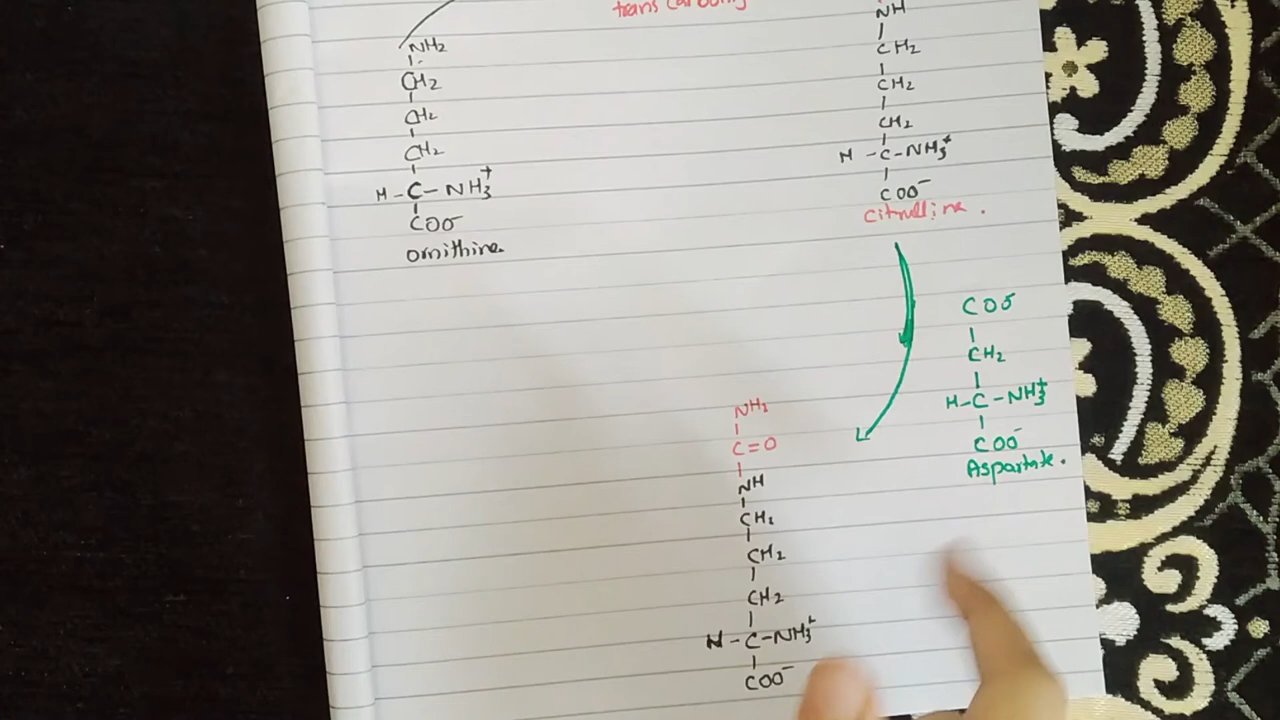 trans
NH2
CH2
CH2
CH2
H-C-NH3+
COO-
ornithine
NH
CH2
CH2
CH2
H-C-NH3+
COO-
citrulline.
COO-
CH2
H-C-NH3+
COO-
Aspartate.
NH2
C=O
NH
CH2
CH2
CH2
H-C-NH3+
COO-